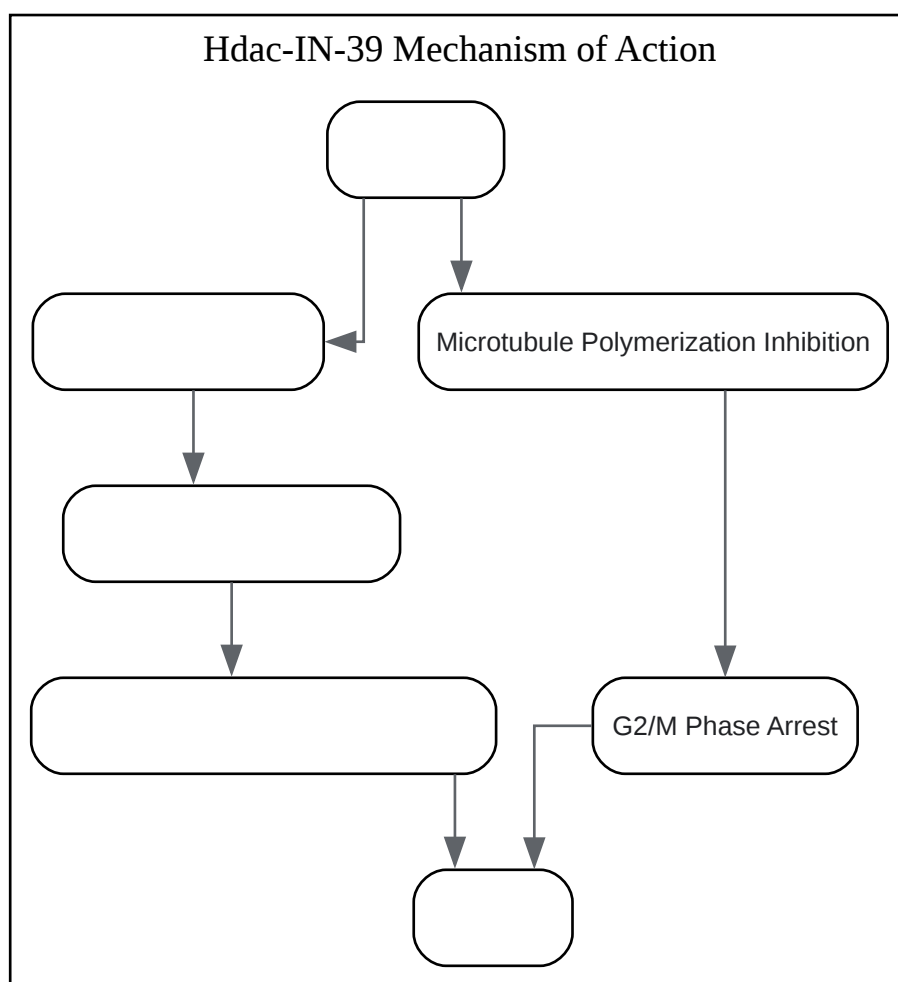 Hdac-IN-39 Mechanism of Action
Microtubule Polymerization Inhibition
G2/M Phase Arrest